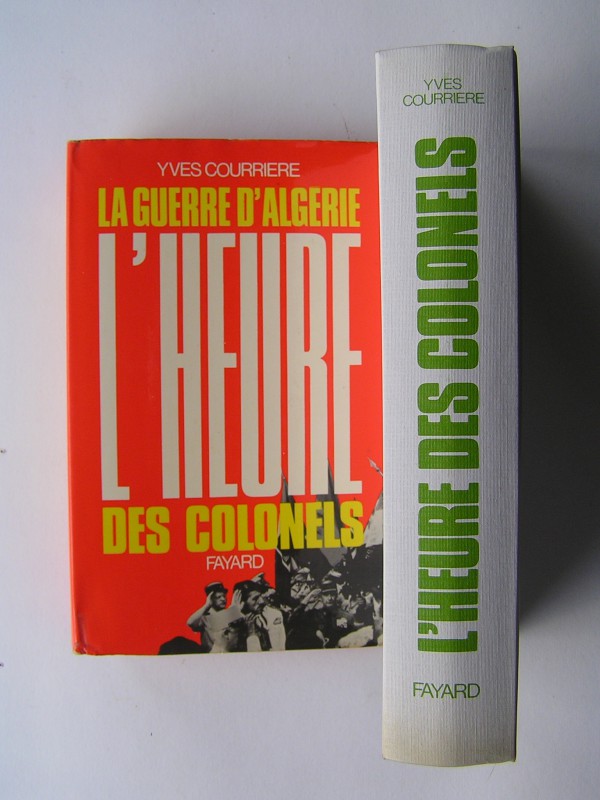 YVES COURRIERE
LA GUERRE D'ALGERIE
L'HEURE
DES COLONELS
FAYARD
YVES
COURRIERE
L'HEURE DES COLONELS
FAYARD